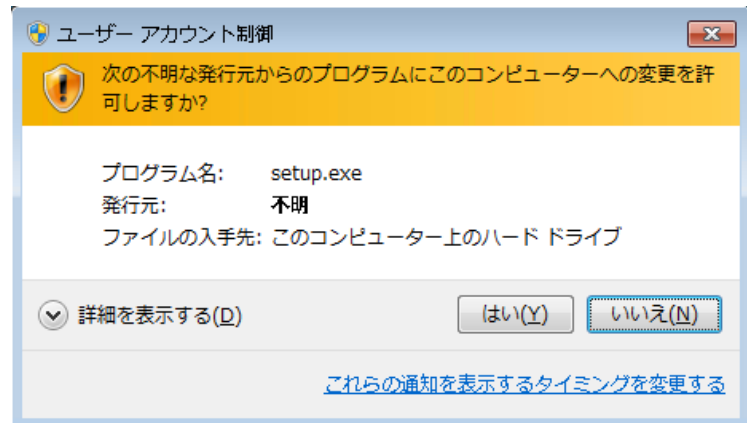 ユーザー アカウント制御
次の不明な発行元からのプログラムにこのコンピューターへの変更を許
可しますか?
プログラム名: setup.exe
発行元: 不明
ファイルの入手先: このコンピューター上のハード ドライブ
詳細を表示する(D) はい(Y) いいえ(N)
これらの通知を表示するタイミングを変更する